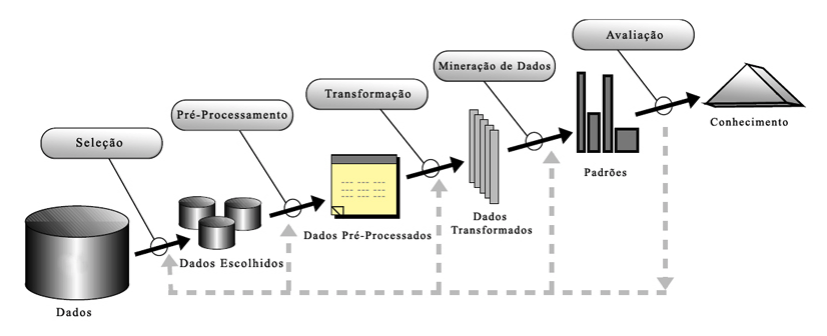 Avaliação
Mineração de Dados
Transformação
Pré-Processamento
Seleção
Conhecimento
Padrões
Dados
Transformados
Dados Pré-Processados
Dados Escolhidos
Dados